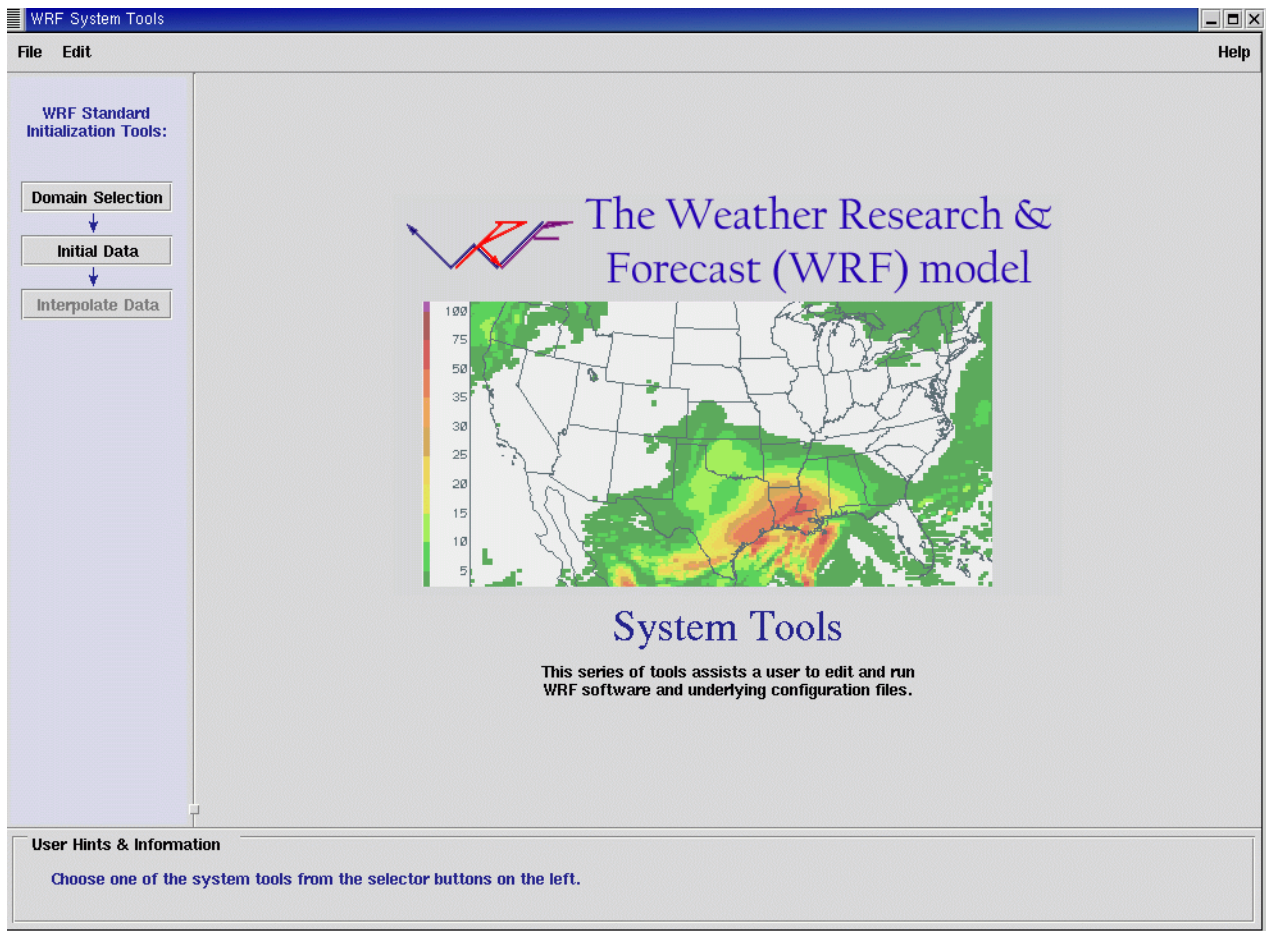 WRF System Tools
File Edit Help
WRF Standard
Initialization Tools:
Domain Selection
Initial Data
Interpolate Data
The Weather Research &
Forecast (WRF) model
100
75
50
35
30
25
20
15
10
5
System Tools
This series of tools assists a user to edit and run
WRF software and underlying configuration files.
User Hints & Information
Choose one of the system tools from the selector buttons on the left.